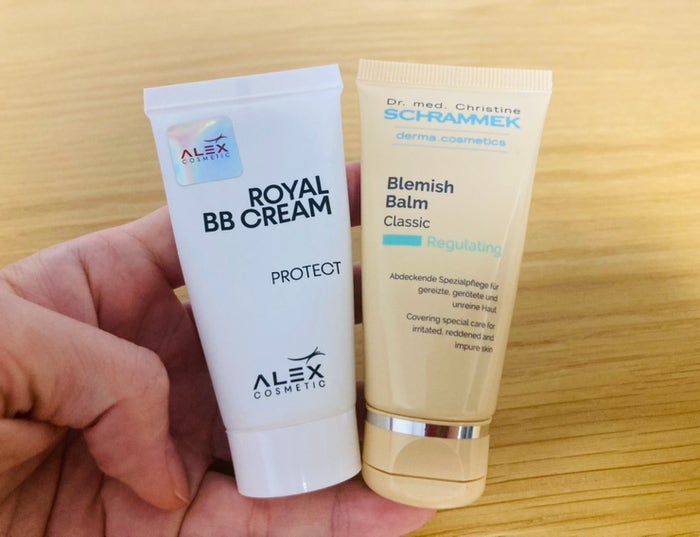 ALEX
COSMETIC
ROYAL
BB CREAM
PROTECT
ALEX
COSMETIC
Dr. med. Christine
SCHRAMMEK
derma.cosmetics
Blemish
Balm
Classic
Regulating
Abdeckende Spezialpflege für
gereizte, gerötete und
unreine Haut
Covering special care for
irritated, reddened and
impure skin